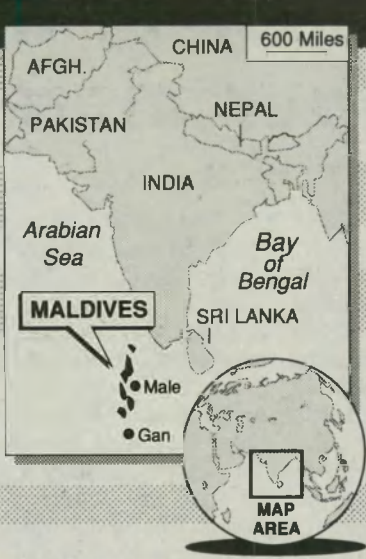 CHINA
600 Miles
AFGH.
NEPAL
PAKISTAN
INDIA
Arabian
Sea
Bay
of
Bengal
MALDIVES
SRI LANKA
Male
Gan
MAP
AREA